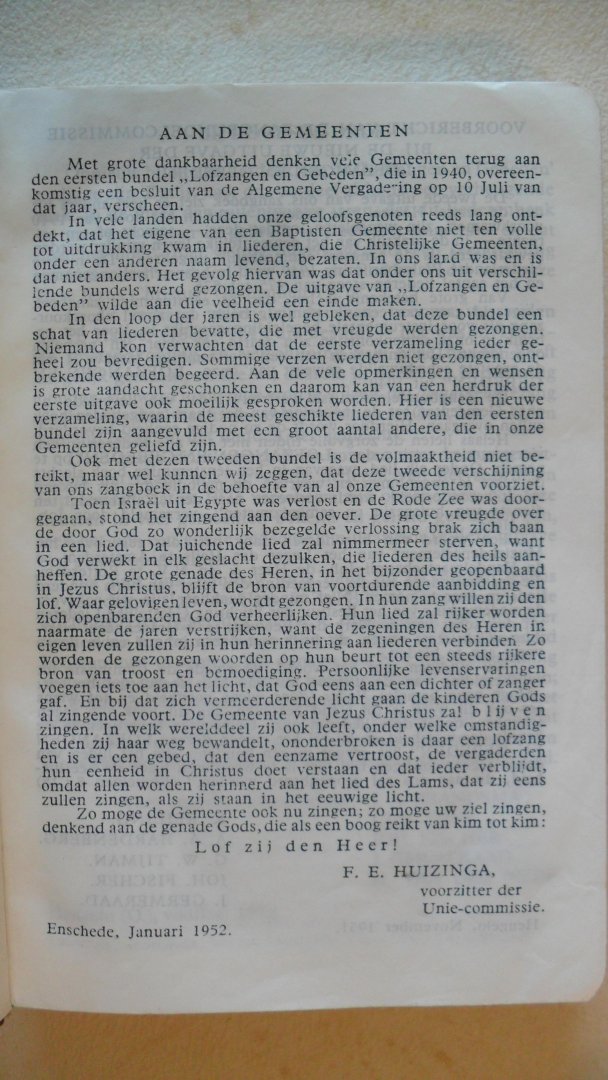 AAN DE GEMEENTEN
Met grote dankbaarheid denken vele Gemeenten terug aan
den eersten bundel „Lofzangen en Gebeden”, die in 1940, overeen-
komstig een besluit van de Algemene Vergadering op 10 Juli van
dat jaar, verscheen.
In vele landen hadden onze geloofsgenoten reeds lang ont-
dekt, dat het eigene van een Baptisten Gemeente niet ten volle
tot uitdrukking kwam in liederen, die Christelijke Gemeenten,
onder een anderen naam levend, bezaten. In ons land was en is
dat niet anders. Het gevolg hiervan was dat onder ons uit verschil-
lende bundels werd gezongen. De uitgave van „Lofzangen en Ge-
beden” wilde aan die veelheid een einde maken.
In den loop der jaren is wel gebleken, dat deze bundel een
schat van liederen bevatte, die met vreugde werden gezongen.
Niemand kon verwachten dat de eerste verzameling ieder ge-
heel zou bevredigen. Sommige verzen werden niet gezongen, ont-
brekende werden begeerd. Aan de vele opmerkingen en wensen
is grote aandacht geschonken en daarom kan van een herdruk der
eerste uitgave ook moeilijk gesproken worden. Hier is een nieuwe
verzameling, waarin de meest geschikte liederen van den eersten
bundel zijn aangevuld met een groot aantal andere, die in onze
Gemeenten geliefd zijn.
Ook met dezen tweeden bundel is de volmaaktheid niet be-
reikt, maar wel kunnen wij zeggen, dat deze tweede verschijning
van ons zangboek in de behoefte van al onze Gemeenten voorziet.
Toen Israël uit Egypte was verlost en de Rode Zee was door-
gegaan, stond het zingend aan den oever. De grote vreugde over
de door God zo wonderlijk bezegelde verlossing brak zich baan
in een lied. Dat juichende lied zal nimmermeer sterven, want
God verwekt in elk geslacht dezulken, die liederen des heils aan-
heffen. De grote genade des Heren, in het bijzonder geopenbaard
in Jezus Christus, blijft de bron van voortdurende aanbidding en
lof. Waar gelovigen leven, wordt gezongen. In hun zang willen zij den
zich openbarenden God verheerlijken. Hun lied zal rijker worden
naarmate de jaren verstrijken, want de zegeningen des Heren in
eigen leven zullen zij in hun herinnering aan liederen verbinden. Zo
worden de gezongen woorden op hun beurt tot een steeds rijkere
bron van troost en bemoediging. Persoonlijke levenservaringen
voegen iets toe aan het licht, dat God eens aan een dichter of zanger
gaf. En bij dat zich vermeerderende licht gaan de kinderen Gods
al zingende voort. De Gemeente van Jezus Christus zal blijven
zingen. In welk werelddeel zij ook leeft, onder welke omstandig-
heden zij haar weg bewandelt, ononderbroken is daar een lofzang
en is er een gebed, dat den eenzame vertroost, de vergaderden
hun eenheid in Christus doet verstaan en dat ieder verblijdt,
omdat allen worden herinnerd aan het lied des Lams, dat zij eens
zullen zingen, als zij staan in het eeuwige licht.
Zo moge de Gemeente ook nu zingen; zo moge uw ziel zingen,
denkend aan de genade Gods, die als een boog reikt van kim tot kim:
Lof zij den Heer!
F. E. HUIZINGA,
voorzitter der
Unie-commissie.
Enschede, Januari 1952.